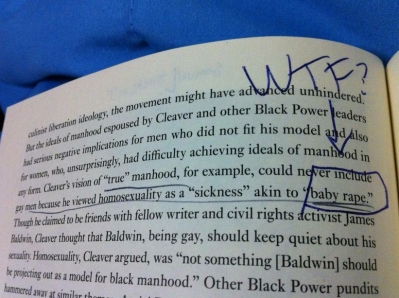 WTF?
culinist liberation ideology, the movement might have advanced unhindered.
But the ideals of manhood espoused by Cleaver and other Black Power leaders
had serious negative implications for men who did not fit his model and also
for women, who, unsurprisingly, had difficulty achieving ideals of manhood in
any form. Cleaver's vision of "true" manhood, for example, could never include
gay men because he viewed homosexuality as a "sickness" akin to "baby rape."
Though he claimed to be friends with fellow writer and civil rights activist James
Baldwin, Cleaver thought that Baldwin, being gay, should keep quiet about his
sexuality. Homosexuality, Cleaver argued, was "not something [Baldwin] should
be projecting out as a model for black manhood." Other Black Power pundits
hammered away at similar